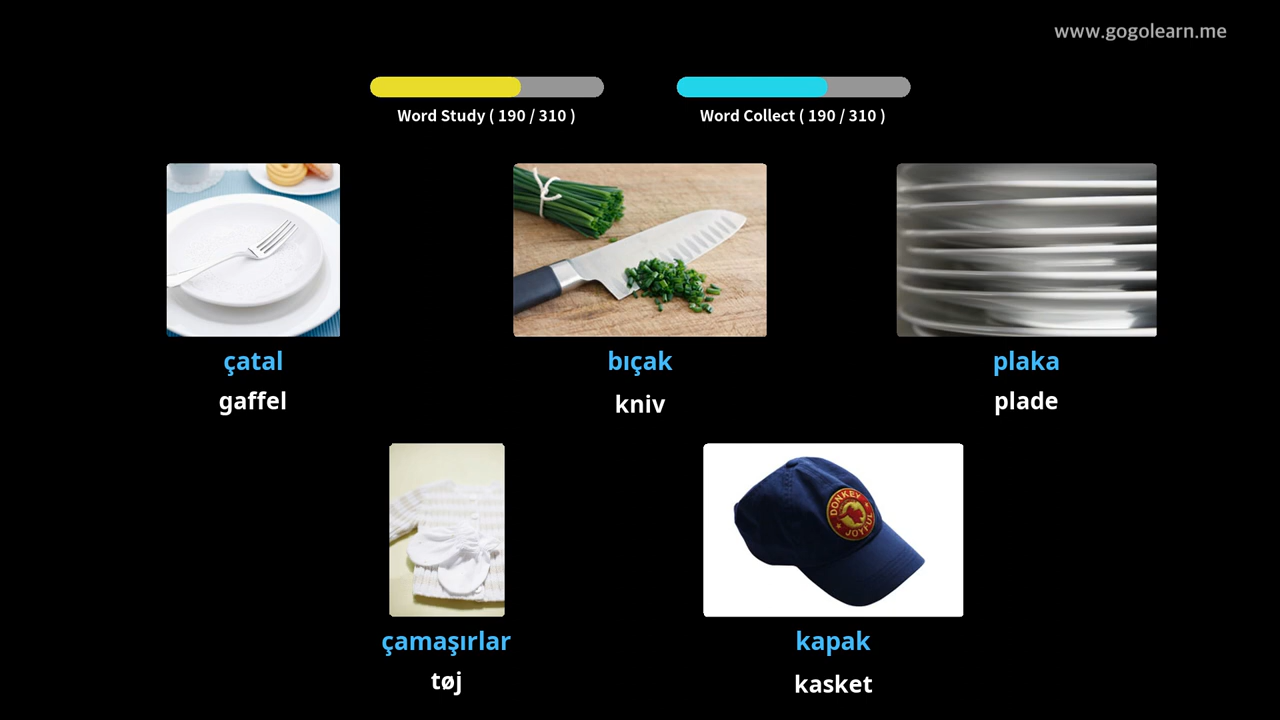 www.gogolearn.me
Word Study ( 190 / 310 )
Word Collect ( 190 / 310 )
çatal
gaffel
bıçak
kniv
plaka
plade
çamaşırlar
tøj
DONKEY
JOYFUL
kapak
kasket